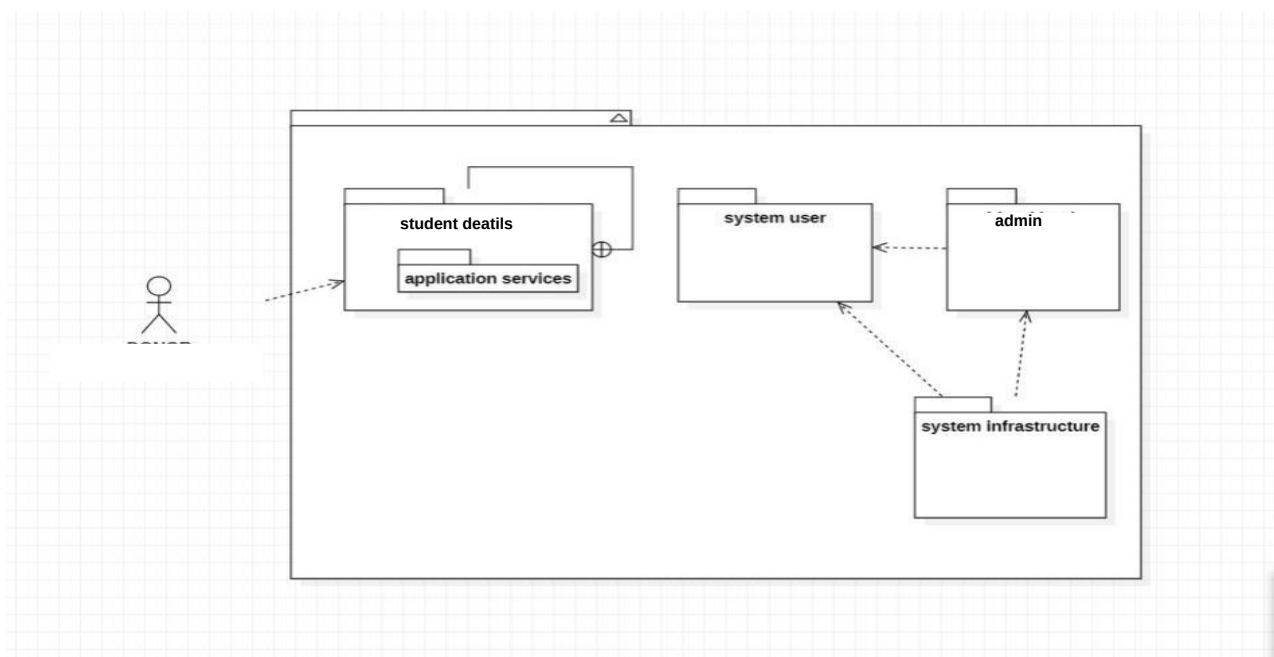 student deatils
system user
admin
application services
system infrastructure